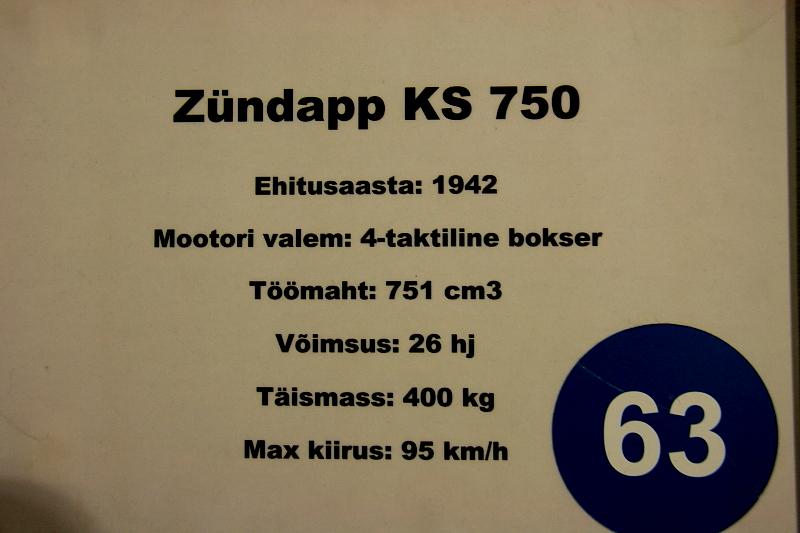 Zündapp KS 750
Ehitusaasta: 1942
Mootori valem: 4-taktiline bokser
Töömaht: 751 cm3
Võimsus: 26 hj
Täismass: 400 kg
Max kiirus: 95 km/h
63